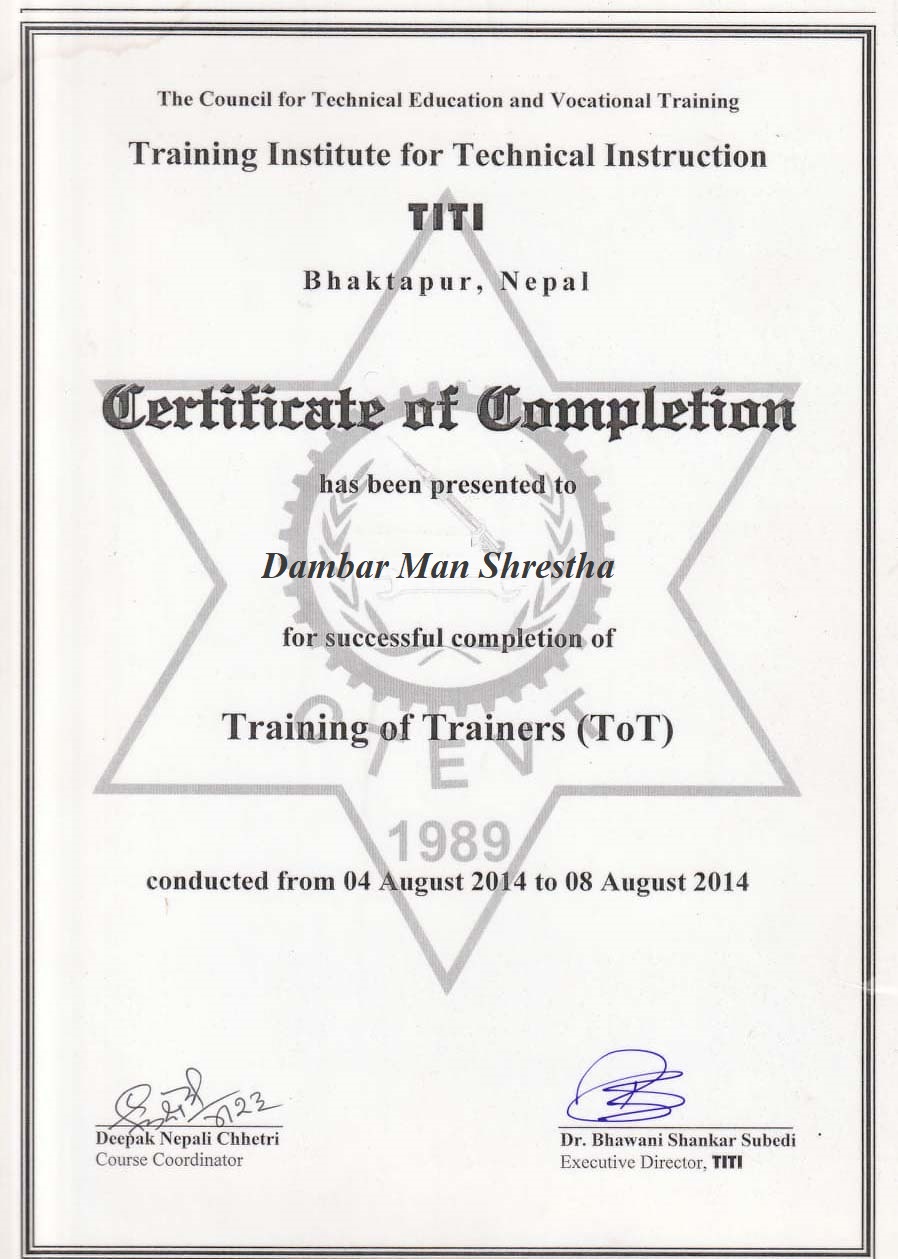 The Council for Technical Education and Vocational Training
Training Institute for Technical Instruction
TITI
Bhaktapur, Nepal
Certificate of Completion
has been presented to
Dambar Man Shrestha
for successful completion of
Training of Trainers (ToT)
CTEVT
1989
conducted from 04 August 2014 to 08 August 2014
Deepak Nepali Chhetri
Course Coordinator
Dr. Bhawani Shankar Subedi
Executive Director, TITI